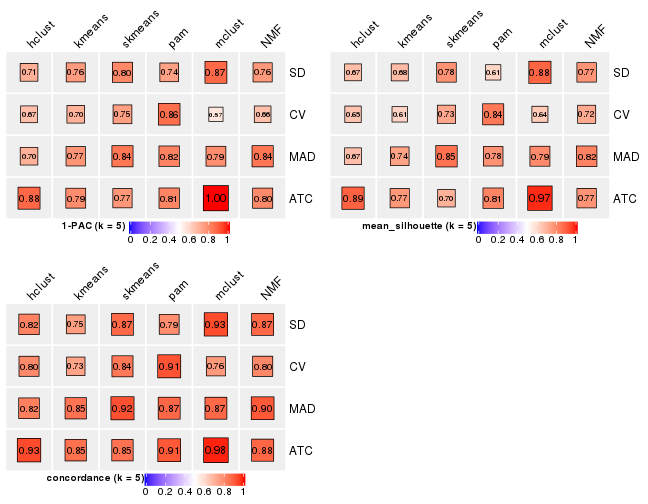 hclust kmeans skmeans pam mclust NMF
0.71 0.76 0.80 0.74 0.87 0.76 SD
0.67 0.70 0.75 0.86 0.57 0.66 CV
0.70 0.77 0.84 0.82 0.79 0.84 MAD
0.88 0.79 0.77 0.81 1.00 0.80 ATC
1-PAC (k = 5)
0 0.2 0.4 0.6 0.8 1
hclust kmeans skmeans pam mclust NMF
0.67 0.68 0.78 0.61 0.88 0.77 SD
0.65 0.61 0.73 0.84 0.64 0.72 CV
0.67 0.74 0.85 0.78 0.79 0.82 MAD
0.89 0.77 0.70 0.81 0.97 0.77 ATC
mean_silhouette (k = 5)
0 0.2 0.4 0.6 0.8 1
hclust kmeans skmeans pam mclust NMF
0.82 0.75 0.87 0.79 0.93 0.87 SD
0.80 0.73 0.84 0.91 0.76 0.80 CV
0.82 0.85 0.92 0.87 0.87 0.90 MAD
0.93 0.85 0.85 0.91 0.98 0.88 ATC
concordance (k = 5)
0 0.2 0.4 0.6 0.8 1